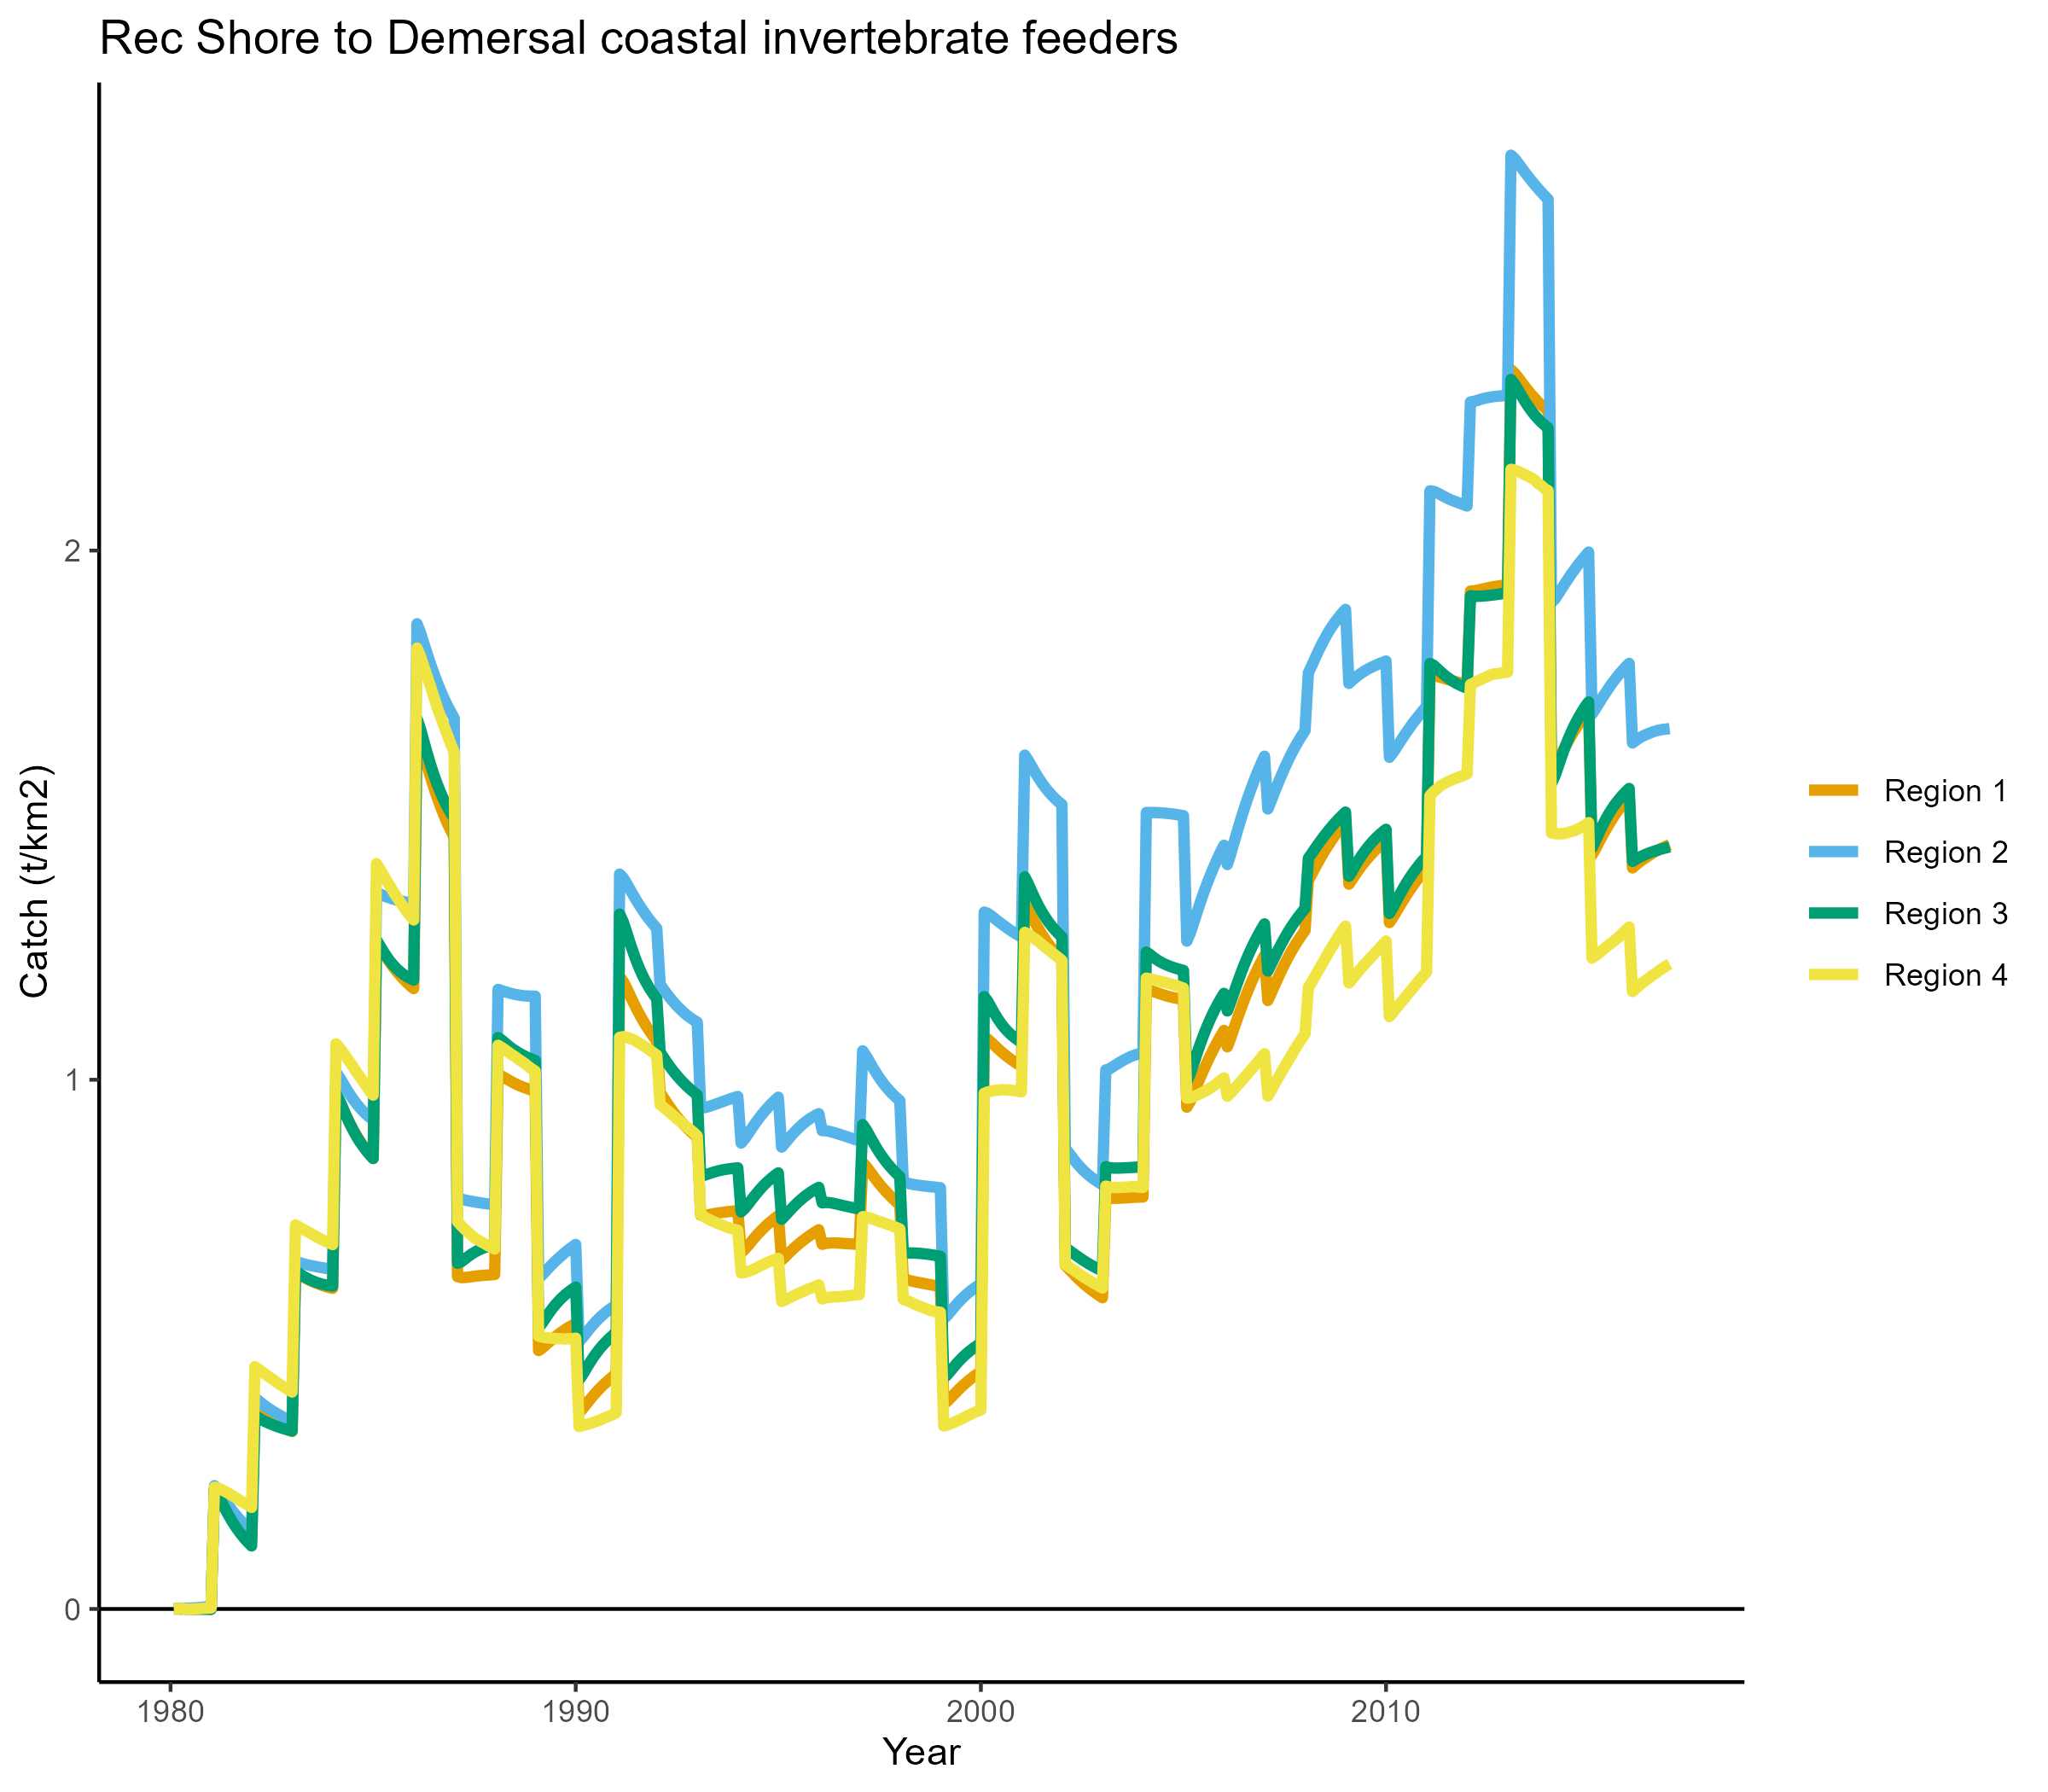 Rec Shore to Demersal coastal invertebrate feeders
Catch (t/km2)
2
1
0
1980 1990 2000 2010
Year
Region 1
Region 2
Region 3
Region 4